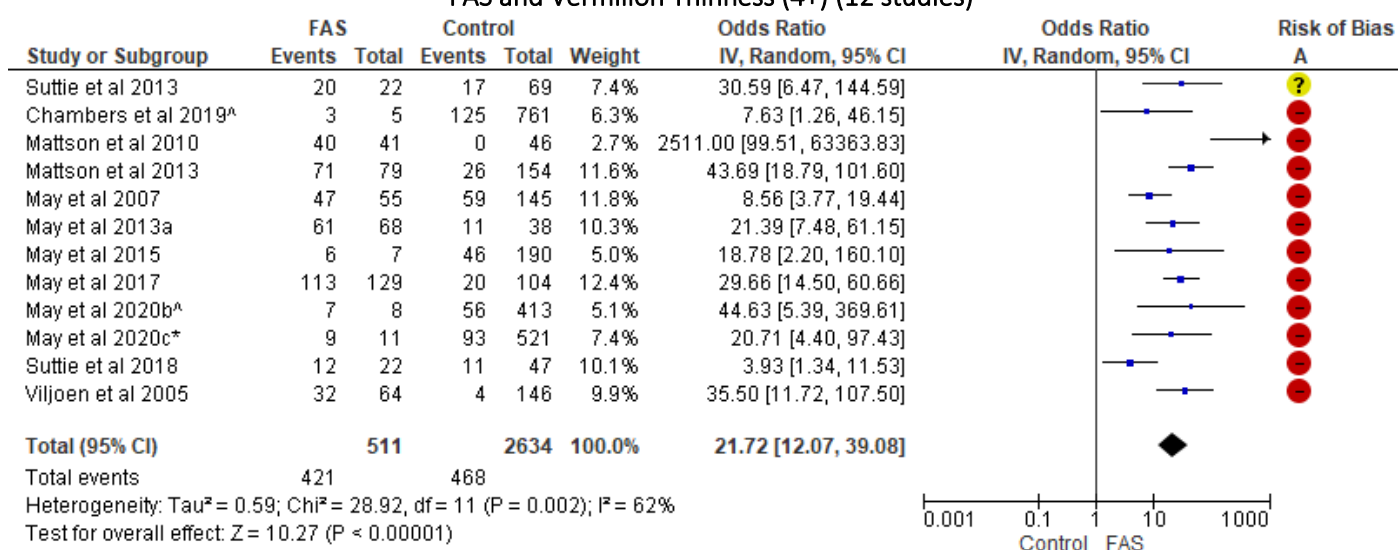 FAS and Vermilion Thinness (4+) (12 studies)
FAS Control Odds Ratio Odds Ratio Risk of Bias
Study or Subgroup Events Total Events Total Weight IV, Random, 95% CI IV, Random, 95% CI A
Suttie et al 2013 20 22 17 69 7.4% 30.59 [6.47, 144.59] ?
Chambers et al 2019^ 3 5 125 761 6.3% 7.63 [1.26, 46.15] -
Mattson et al 2010 40 41 0 46 2.7% 2511.00 [99.51, 63363.83] -
Mattson et al 2013 71 79 26 154 11.6% 43.69 [18.79, 101.60] -
May et al 2007 47 55 59 145 11.8% 8.56 [3.77, 19.44] -
May et al 2013a 61 68 11 38 10.3% 21.39 [7.48, 61.15] -
May et al 2015 6 7 46 190 5.0% 18.78 [2.20, 160.10] -
May et al 2017 113 129 20 104 12.4% 29.66 [14.50, 60.66] -
May et al 2020b^ 7 8 56 413 5.1% 44.63 [5.39, 369.61] -
May et al 2020c* 9 11 93 521 7.4% 20.71 [4.40, 97.43] -
Suttie et al 2018 12 22 11 47 10.1% 3.93 [1.34, 11.53] -
Viljoen et al 2005 32 64 4 146 9.9% 35.50 [11.72, 107.50] -
Total (95% CI) 511 2634 100.0% 21.72 [12.07, 39.08]
Total events 421 468
Heterogeneity: Tau² = 0.59; Chi² = 28.92, df = 11 (P = 0.002); I² = 62%
Test for overall effect: Z = 10.27 (P < 0.00001)
0.001 0.1 1 10 1000
Control FAS